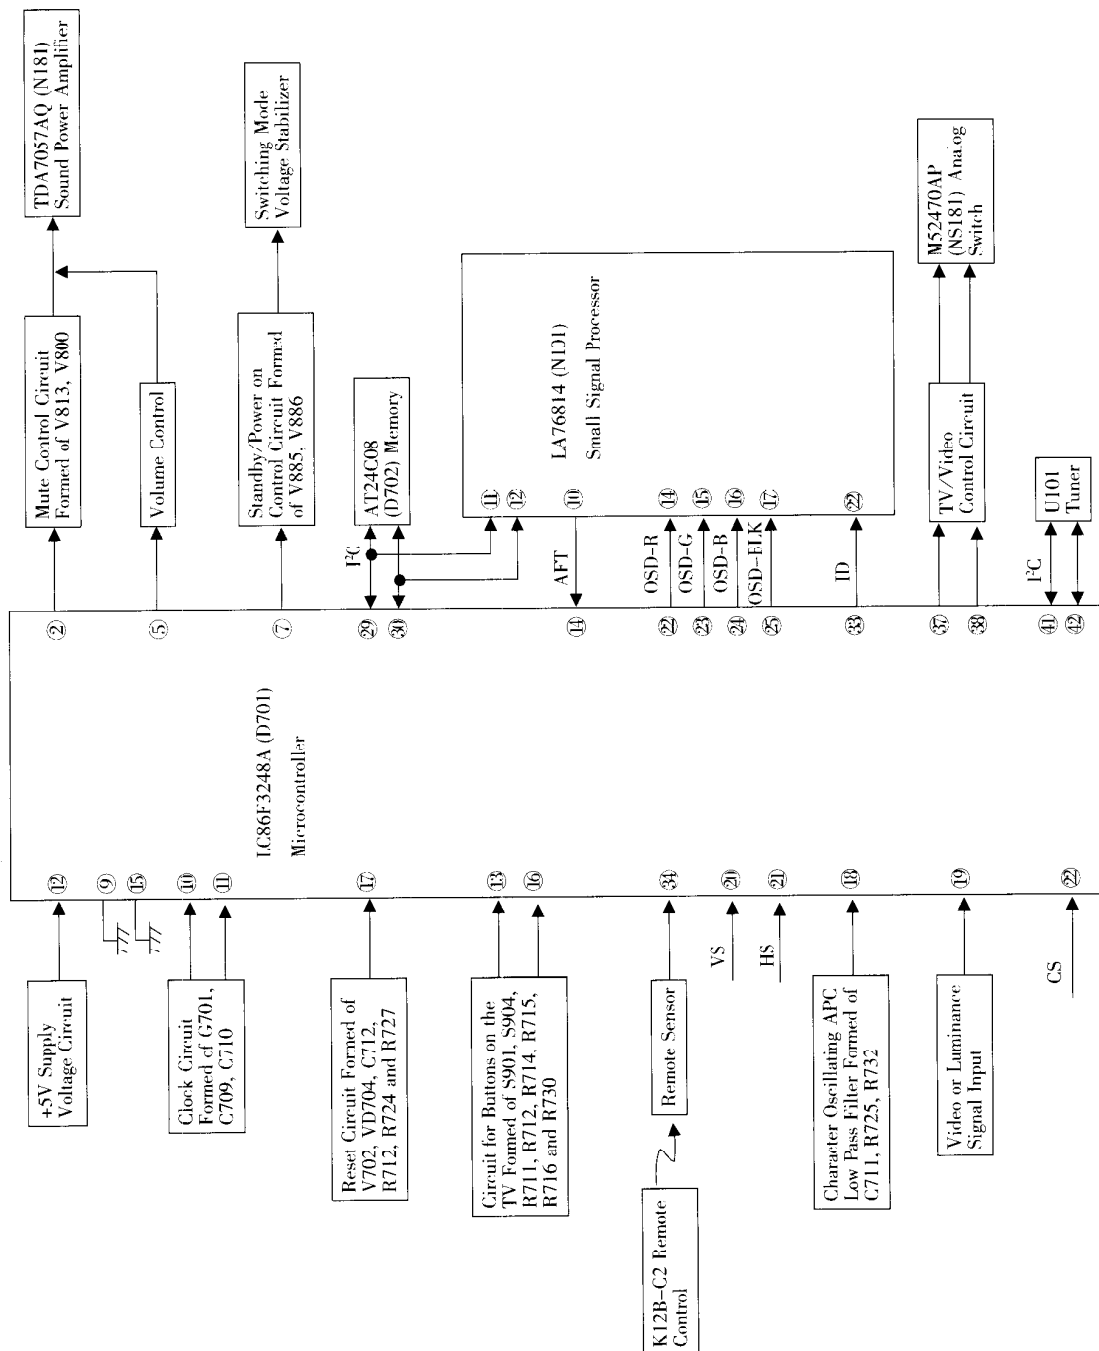 TDA7057AQ (N181)
Sound Power Amplifier
Mute Control Circuit
Formed of V813, V800
Volume Control
Switching Mode
Voltage Stabilizer
Standby/Power on
Control Circuit Formed
of V885, V886
AT24C08
(D702) Memory
I²C
LA76814 (N101)
Small Signal Processor
⑪
⑫
⑩
⑭
⑮
⑯
⑰
㉒
AFT
OSD-R
OSD-G
OSD-B
OSD-BLK
ID
M52470AP
(NS181) Analog
Switch
TV/Video
Control Circuit
I²C
U101
Tuner
②
⑤
⑦
㉙
㉚
⑭
㉒
㉓
㉔
㉕
㉝
㊲
㊳
㊶
㊷
LC86F3248A (D701)
Microcontroller
⑫
⑨
⑮
⑩
⑪
⑰
⑬
⑯
㉞
⑳
㉑
⑱
⑲
㉒
+5V Supply
Voltage Circuit
Clock Circuit
Formed of G701,
C709, C710
Reset Circuit Formed of
V702, VD704, C712,
R712, R724 and R727
Circuit for Buttons on the
TV Formed of S901, S904,
R711, R712, R714, R715,
R716 and R730
Remote Sensor
K12B-C2 Remote
Control
VS
HS
Character Oscillating APC
Low Pass Filter Formed of
C711, R725, R732
Video or Luminance
Signal Input
CS